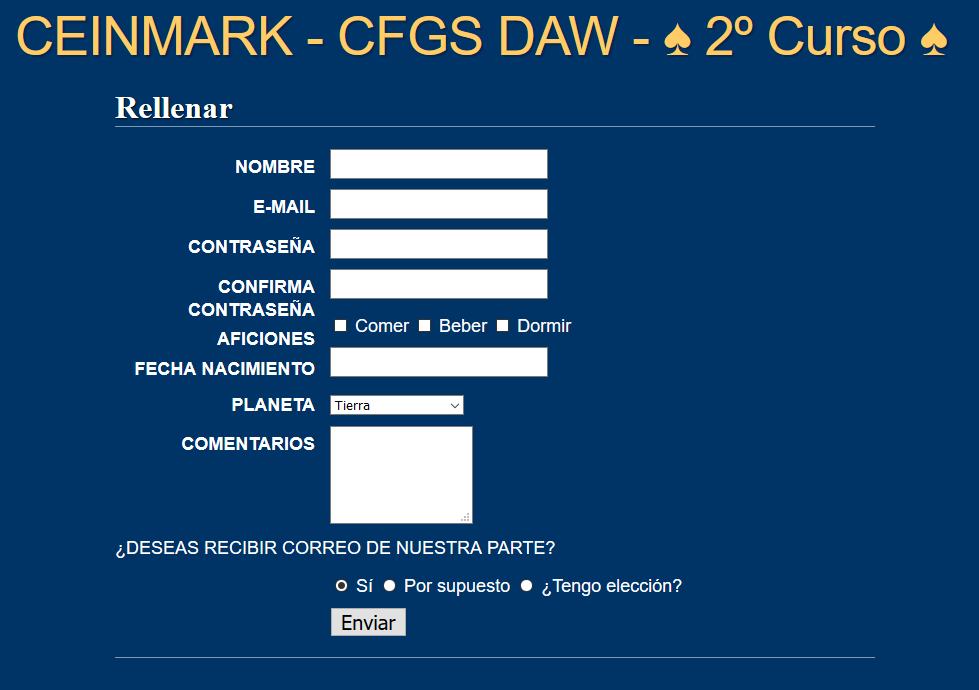 CEINMARK - CFGS DAW - ♠ 2º Curso ♠
Rellenar
NOMBRE
E-MAIL
CONTRASEÑA
CONFIRMA
CONTRASEÑA
AFICIONES Comer Beber Dormir
FECHA NACIMIENTO
PLANETA Tierra
COMENTARIOS
¿DESEAS RECIBIR CORREO DE NUESTRA PARTE?
Sí Por supuesto ¿Tengo elección?
Enviar